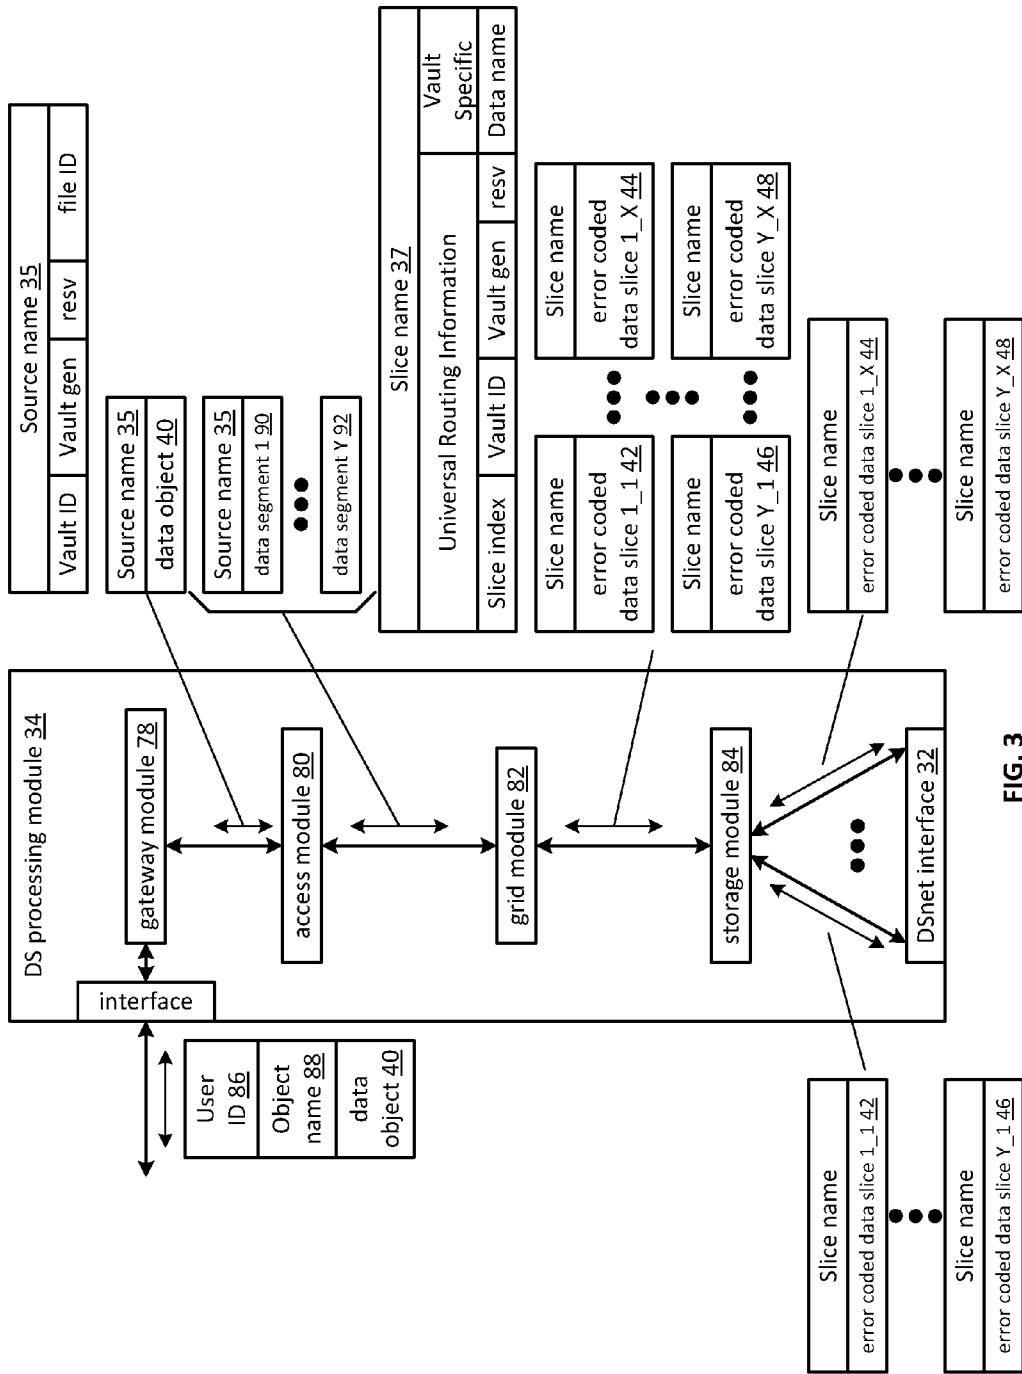 DS processing module 34
interface
gateway module 78
access module 80
grid module 82
storage module 84
DSnet interface 32
User
ID 86
Object
name 88
data
object 40
Source name 35
Vault ID
Vault gen
resv
file ID
Source name 35
data object 40
Source name 35
data segment 1 90
data segment Y 92
Slice name 37
Universal Routing Information
Vault
Specific
Slice index
Vault ID
Vault gen
resv
Data name
Slice name
error coded
data slice 1_1 42
Slice name
error coded
data slice 1_X 44
Slice name
error coded
data slice Y_1 46
Slice name
error coded
data slice Y_X 48
Slice name
error coded data slice 1_1 42
Slice name
error coded data slice Y_1 46
Slice name
error coded data slice 1_X 44
Slice name
error coded data slice Y_X 48
FIG. 3